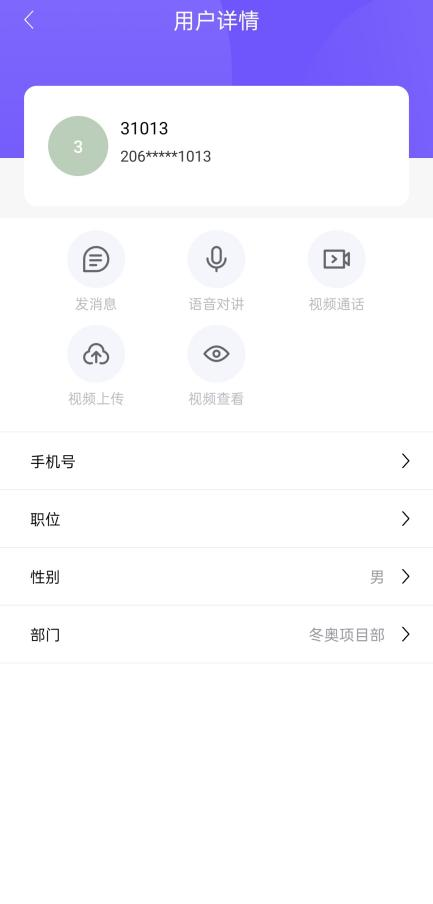 用户详情
3
31013
206*****1013
发消息
语音对讲
视频通话
视频上传
视频查看
手机号
职位
性别 男
部门 冬奥项目部